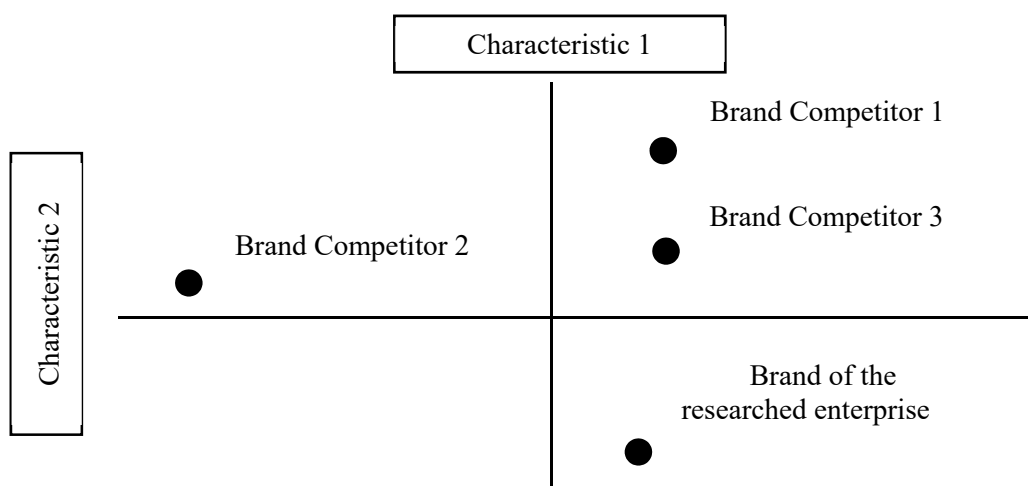 Characteristic 1
Brand Competitor 1
Characteristic 2
Brand Competitor 3
Brand Competitor 2
Brand of the
researched enterprise